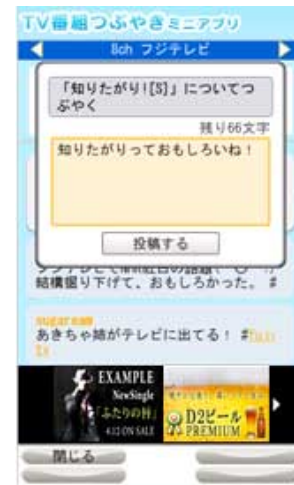 TV番組つぶやきミニアプリ
8ch フジテレビ
「知りたがり![S]」についてつ
ぶやく
残り66文字
知りたがりっておもしろいね！
投稿する
結構掘り下げて、おもしろかった。 #
あきちゃ姉がテレビに出てる！ #
EXAMPLE
NewSingle
「ふたりの絆」
4.12 ON SALE
D2ビール
PREMIUM
閉じる